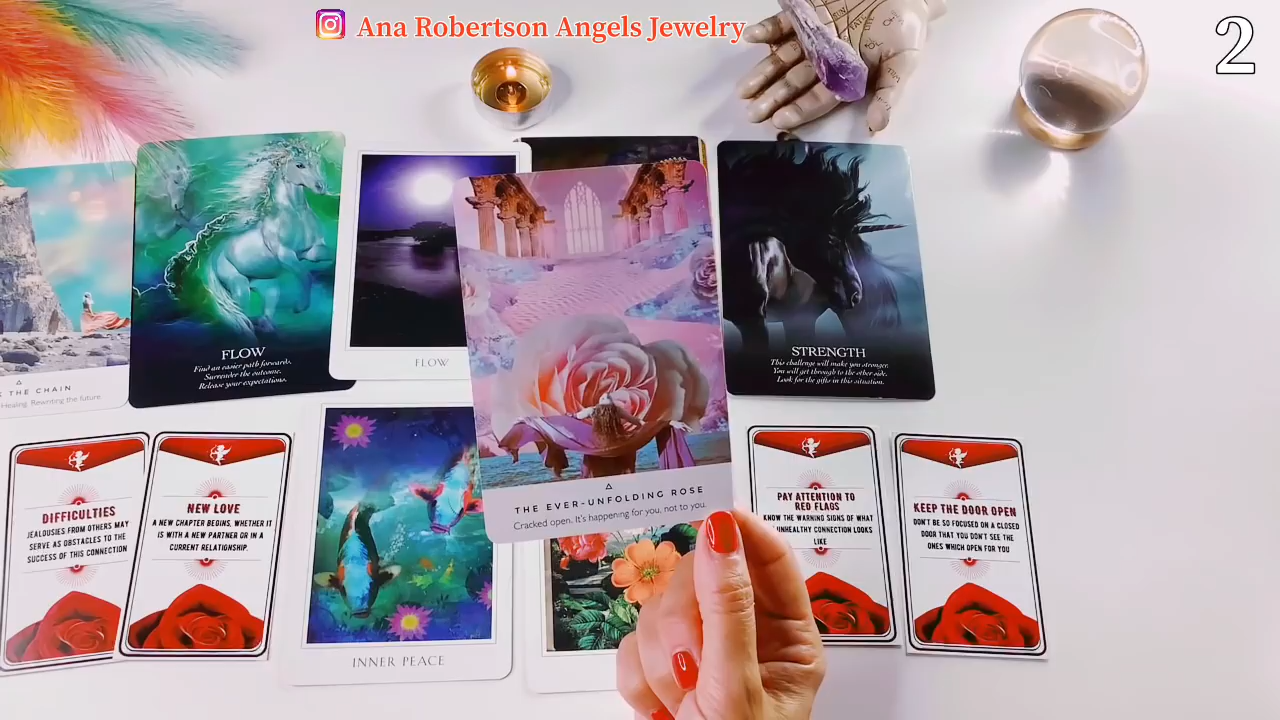 Ana Robertson Angels Jewelry
2
THE CHAIN
Healing. Rewriting the future
FLOW
Find an easier path forwards.
Surrender the outcome.
Release your expectations.
FLOW
THE EVER-UNFOLDING ROSE
Cracked open. It's happening for you, not to you.
STRENGTH
This challenge will make you stronger.
You will get through to the other side.
Look for the gifts in this situation.
DIFFICULTIES
JEALOUSIES FROM OTHERS MAY
SERVE AS OBSTACLES TO THE
SUCCESS OF THIS CONNECTION
NEW LOVE
A NEW CHAPTER BEGINS, WHETHER IT
IS WITH A NEW PARTNER OR IN A
CURRENT RELATIONSHIP.
INNER PEACE
PAY ATTENTION TO
RED FLAGS
KNOW THE WARNING SIGNS OF WHAT
UNHEALTHY CONNECTION LOOKS
LIKE
KEEP THE DOOR OPEN
DON'T BE SO FOCUSED ON A CLOSED
DOOR THAT YOU DON'T SEE THE
ONES WHICH OPEN FOR YOU